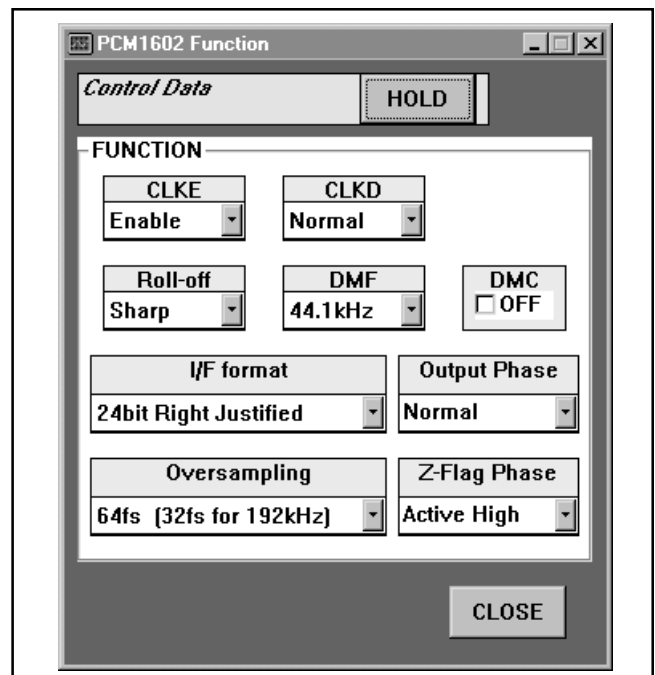 PCM1602 Function
Control Data
HOLD
FUNCTION
CLKE
CLKD
Enable
Normal
Roll-off
DMF
DMC
Sharp
44.1kHz
OFF
I/F format
Output Phase
24bit Right Justified
Normal
Oversampling
Z-Flag Phase
64fs (32fs for 192kHz)
Active High
CLOSE